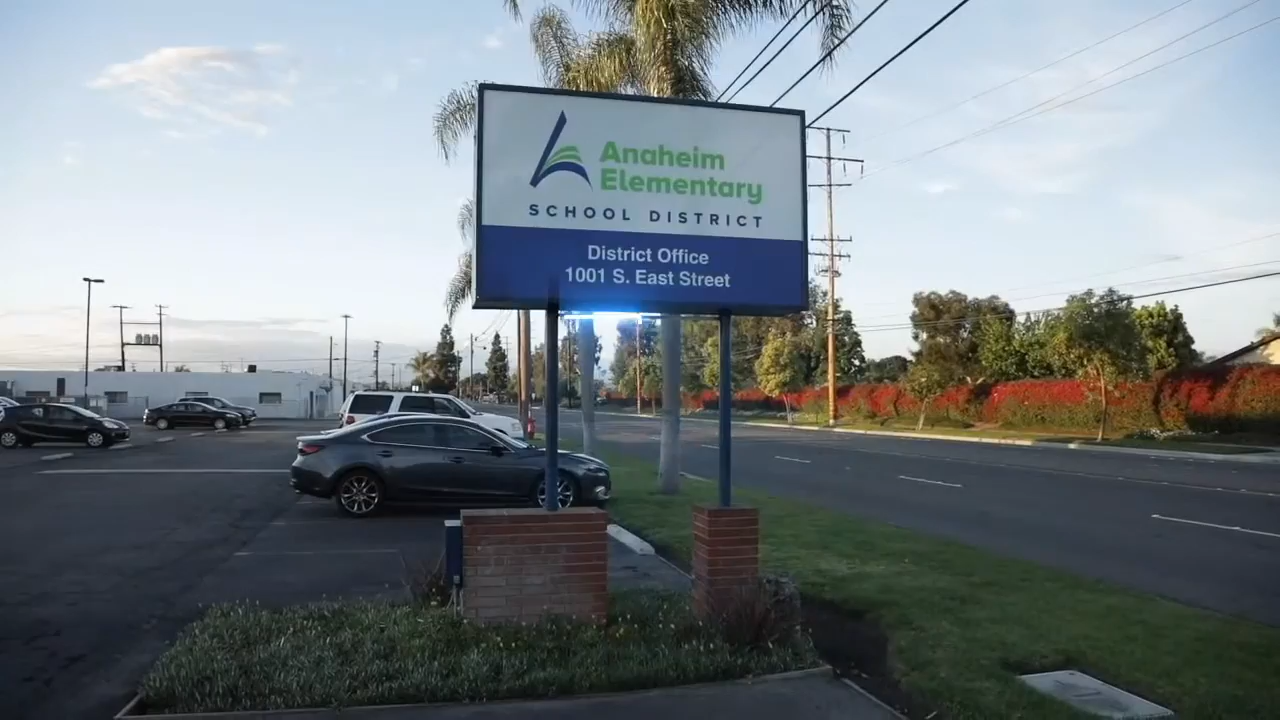 Anaheim
Elementary
SCHOOL DISTRICT
District Office
1001 S. East Street